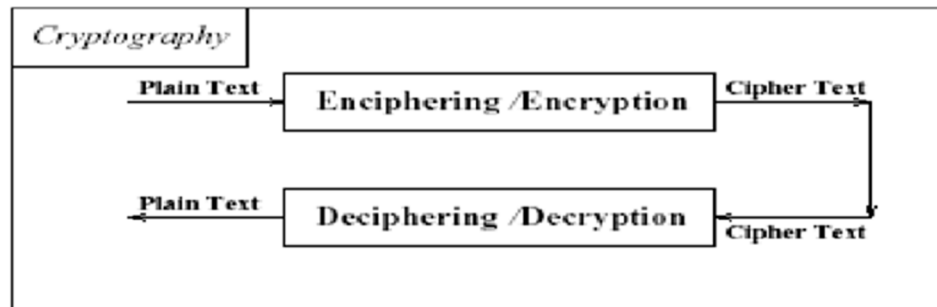 Cryptography
Plain Text
Enciphering /Encryption
Cipher Text
Plain Text
Deciphering /Decryption
Cipher Text